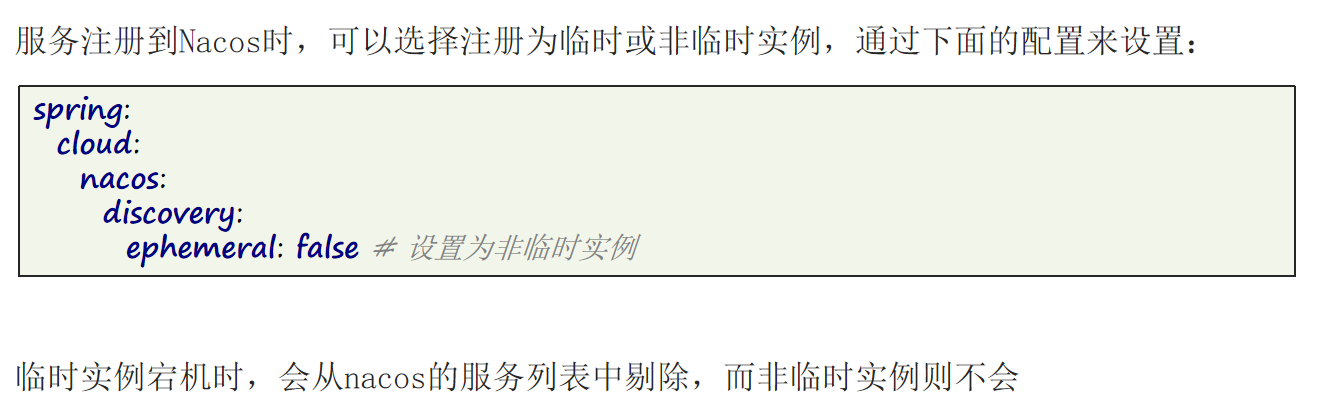 服务注册到Nacos时，可以选择注册为临时或非临时实例，通过下面的配置来设置：
spring:
  cloud:
    nacos:
      discovery:
        ephemeral: false # 设置为非临时实例
临时实例宕机时，会从nacos的服务列表中剔除，而非临时实例则不会